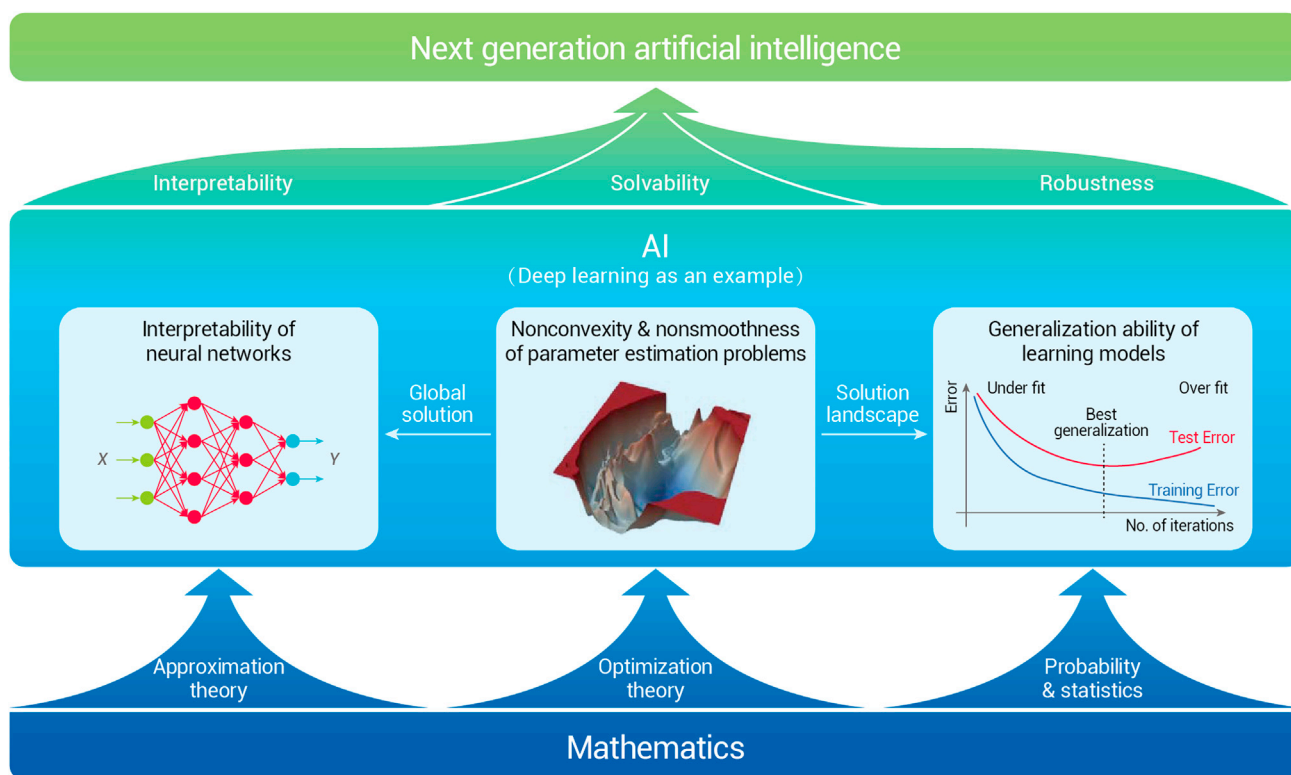 Next generation artificial intelligence
Interpretability
Solvability
Robustness
AI
(Deep learning as an example)
Interpretability of
neural networks
X
Y
Global
solution
Nonconvexity & nonsmoothness
of parameter estimation problems
Solution
landscape
Generalization ability of
learning models
Error
Under fit
Over fit
Best
generalization
Test Error
Training Error
No. of iterations
Approximation
theory
Optimization
theory
Probability
& statistics
Mathematics